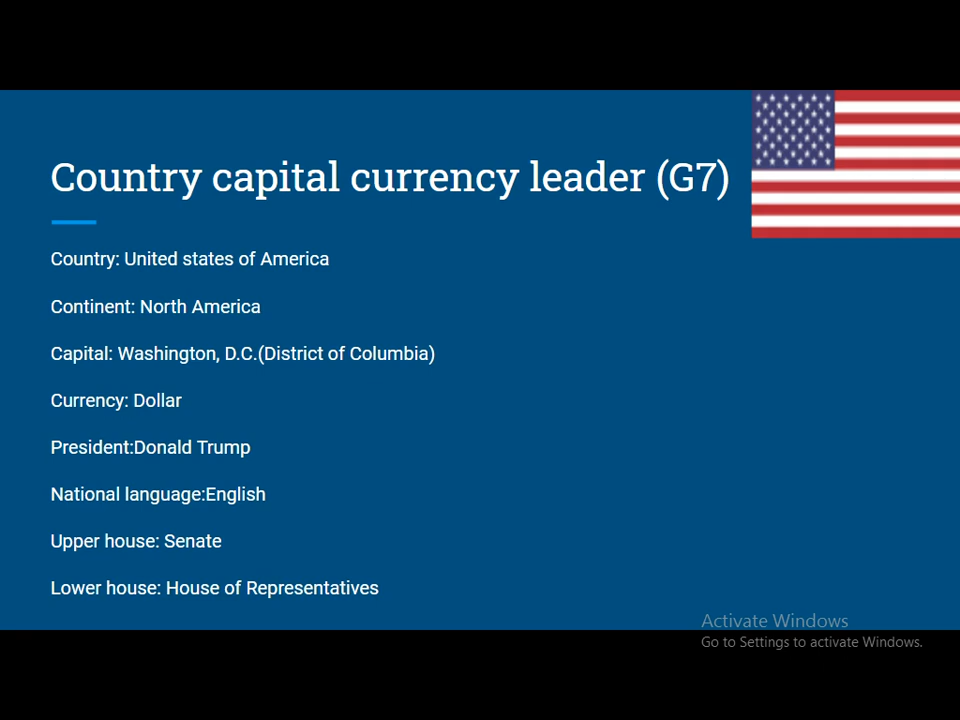 Country capital currency leader (G7)
Country: United states of America
Continent: North America
Capital: Washington, D.C.(District of Columbia)
Currency: Dollar
President:Donald Trump
National language:English
Upper house: Senate
Lower house: House of Representatives
Activate Windows
Go to Settings to activate Windows.